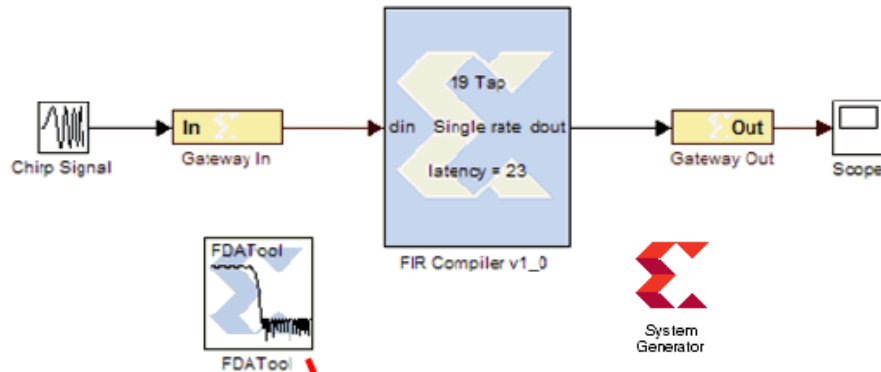 19 Tap
In
din
Single rate
dout
Out
Chirp Signal
Gateway In
Gateway Out
Scope
latency = 23
FDATool
FIR Compiler v1_0
System
Generator
FDATool